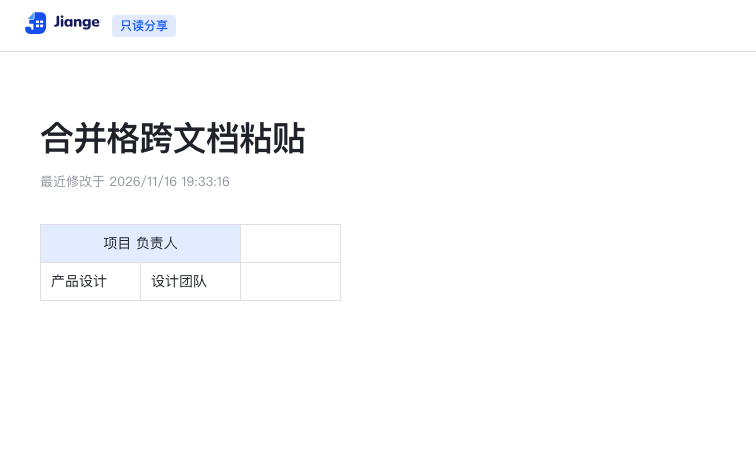 Jiange
只读分享
合并格跨文档粘贴
最近修改于 2026/11/16 19:33:16
项目 负责人
产品设计 设计团队